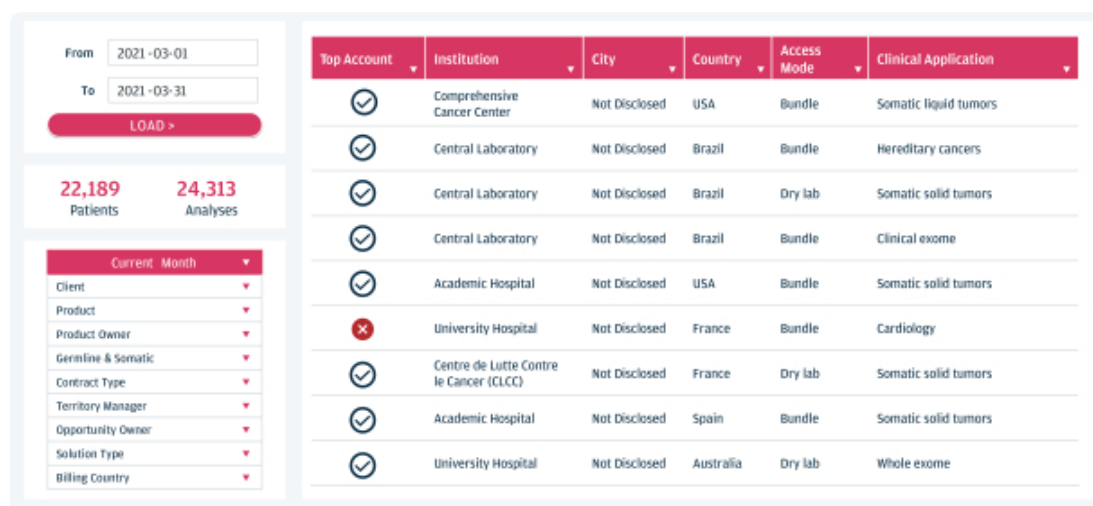 From 2021-03-01
To 2021-03-31
LOAD >
22,189 24,313
Patients Analyses
Current Month
Client
Product
Product Owner
Germline & Somatic
Contract Type
Territory Manager
Opportunity Owner
Solution Type
Billing Country
Top Account Institution City Country Access Mode Clinical Application
Comprehensive
Cancer Center Not Disclosed USA Bundle Somatic liquid tumors
Central Laboratory Not Disclosed Brazil Bundle Hereditary cancers
Central Laboratory Not Disclosed Brazil Dry lab Somatic solid tumors
Central Laboratory Not Disclosed Brazil Bundle Clinical exome
Academic Hospital Not Disclosed USA Bundle Somatic solid tumors
University Hospital Not Disclosed France Bundle Cardiology
Centre de Lutte Contre
le Cancer (CLCC) Not Disclosed France Dry lab Somatic solid tumors
Academic Hospital Not Disclosed Spain Bundle Somatic solid tumors
University Hospital Not Disclosed Australia Dry lab Whole exome